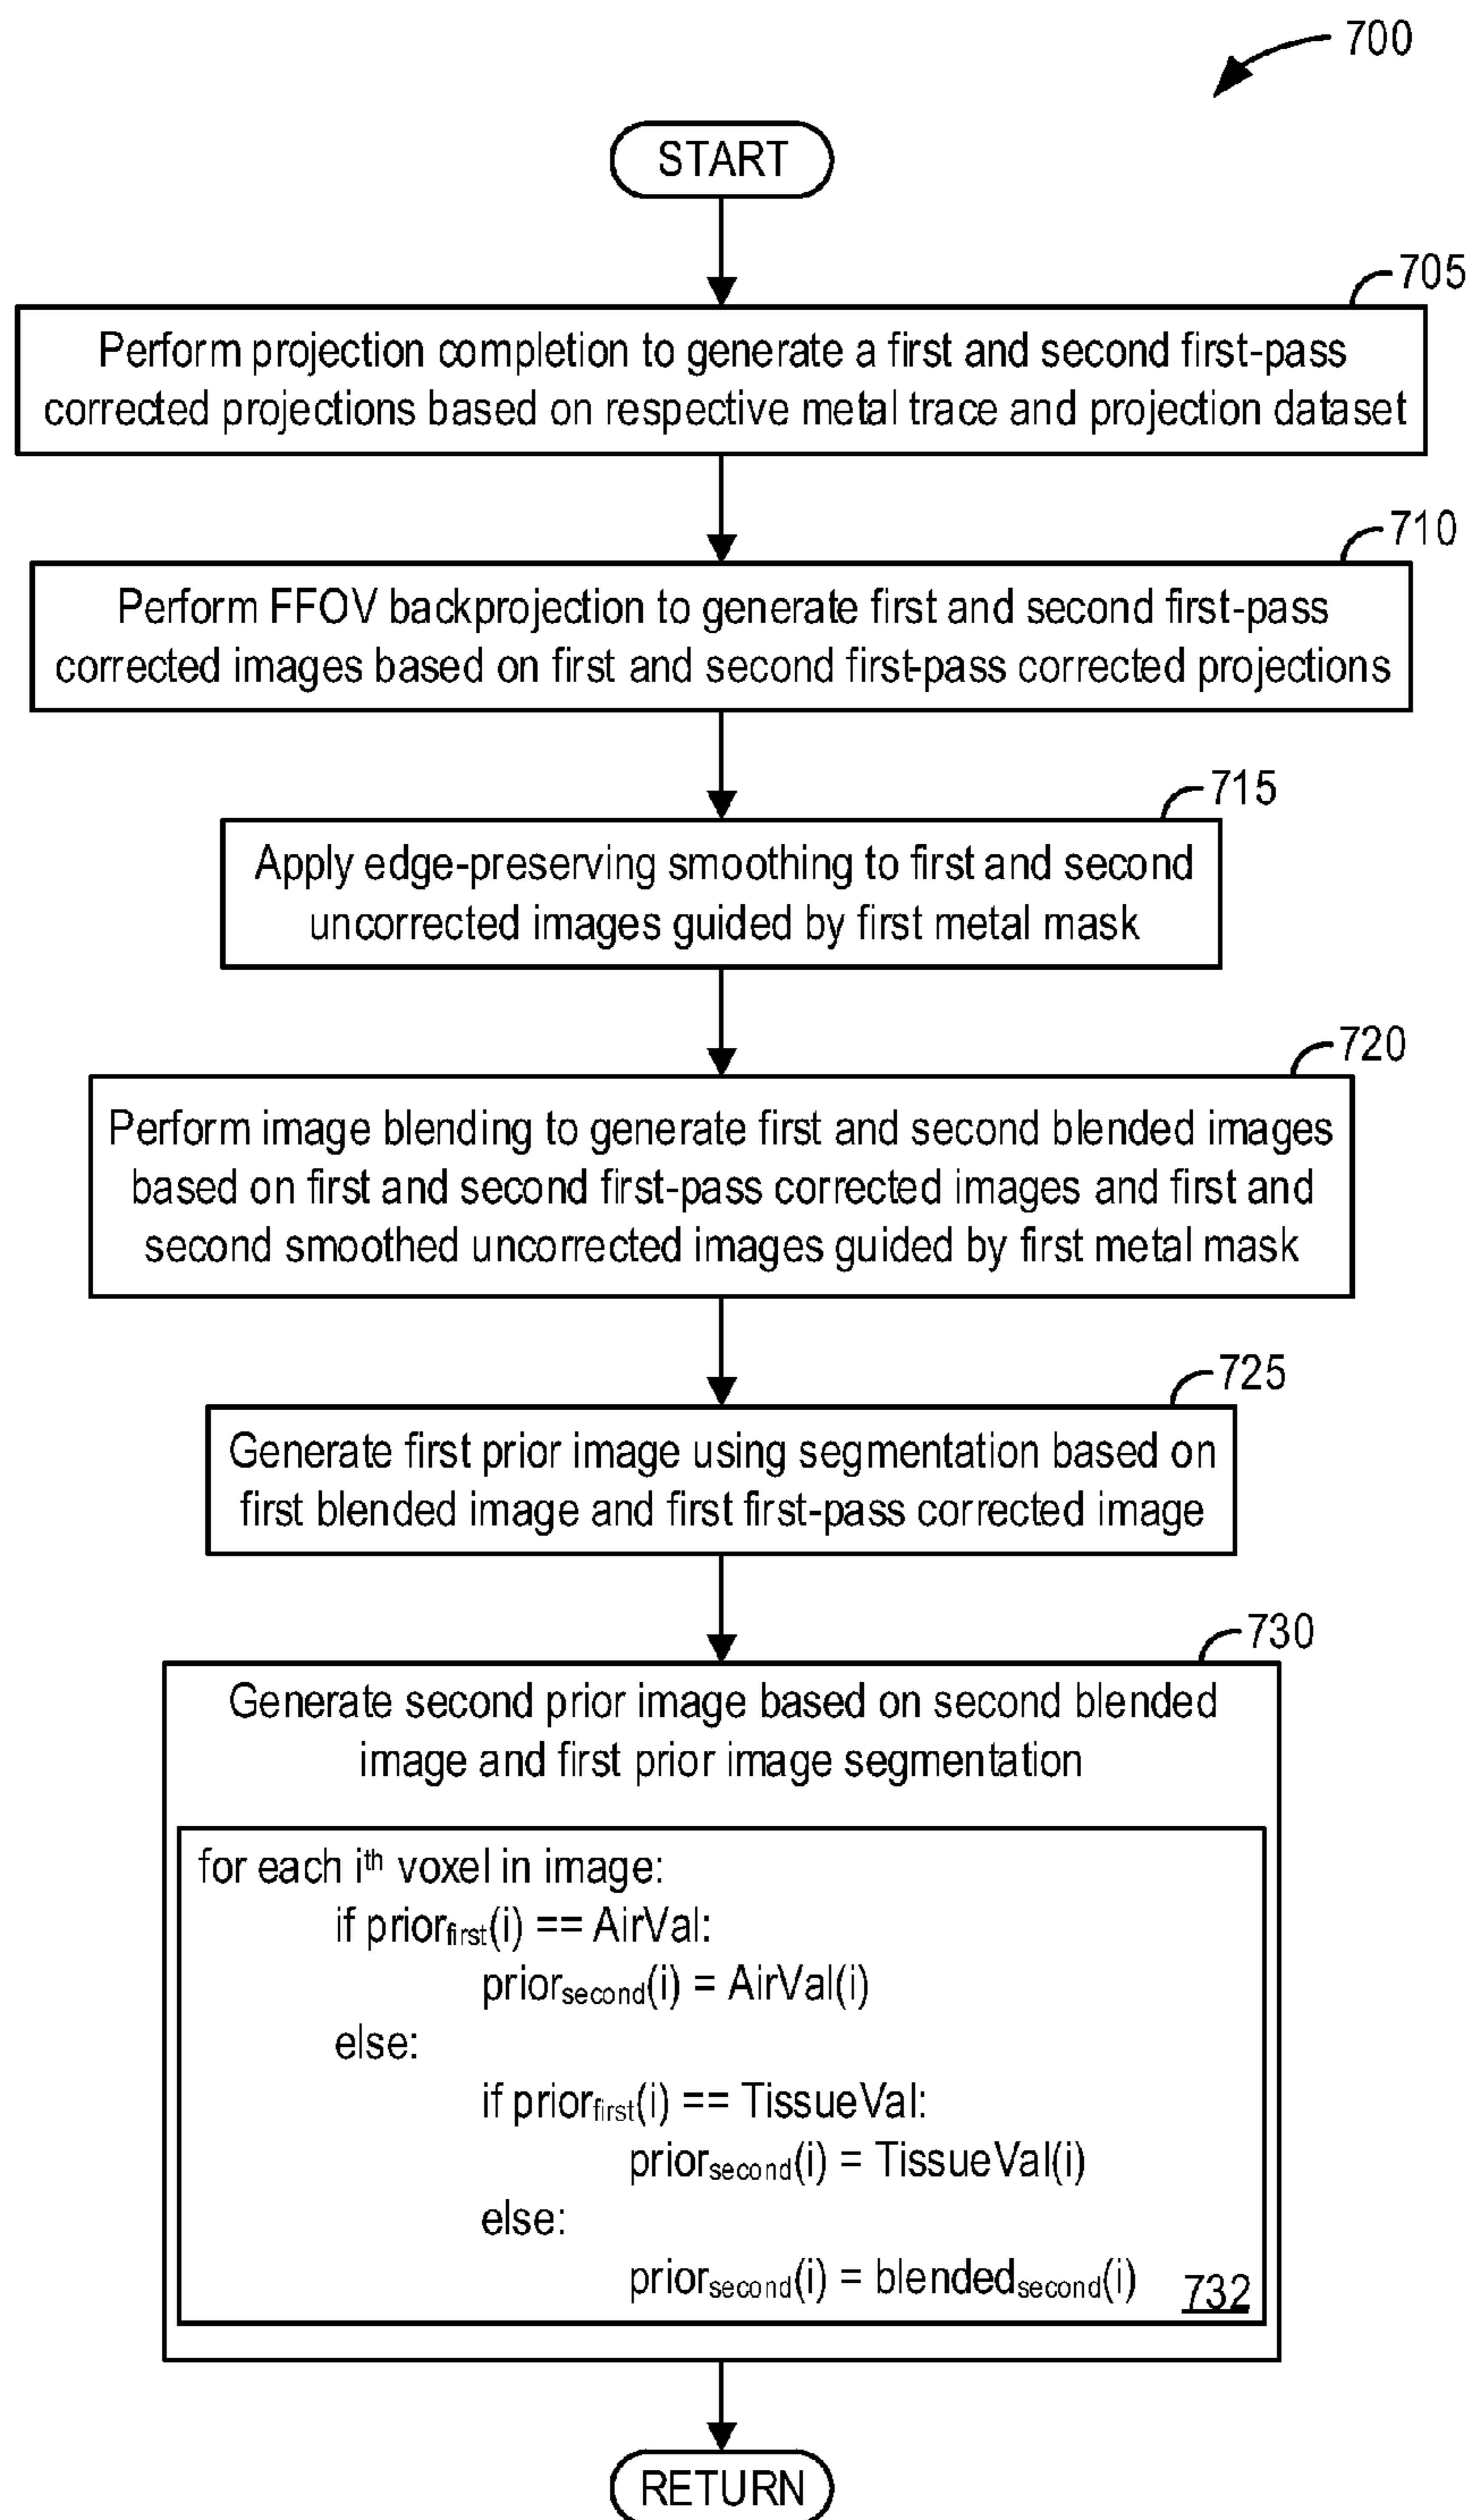 700
START
705
Perform projection completion to generate a first and second first-pass
corrected projections based on respective metal trace and projection dataset
710
Perform FFOV backprojection to generate first and second first-pass
corrected images based on first and second first-pass corrected projections
715
Apply edge-preserving smoothing to first and second
uncorrected images guided by first metal mask
720
Perform image blending to generate first and second blended images
based on first and second first-pass corrected images and first and
second smoothed uncorrected images guided by first metal mask
725
Generate first prior image using segmentation based on
first blended image and first first-pass corrected image
730
Generate second prior image based on second blended
image and first prior image segmentation
for each i^th voxel in image:
if prior_first(i) == AirVal:
prior_second(i) = AirVal(i)
else:
if prior_first(i) == TissueVal:
prior_second(i) = TissueVal(i)
else:
prior_second(i) = blended_second(i)
732
RETURN